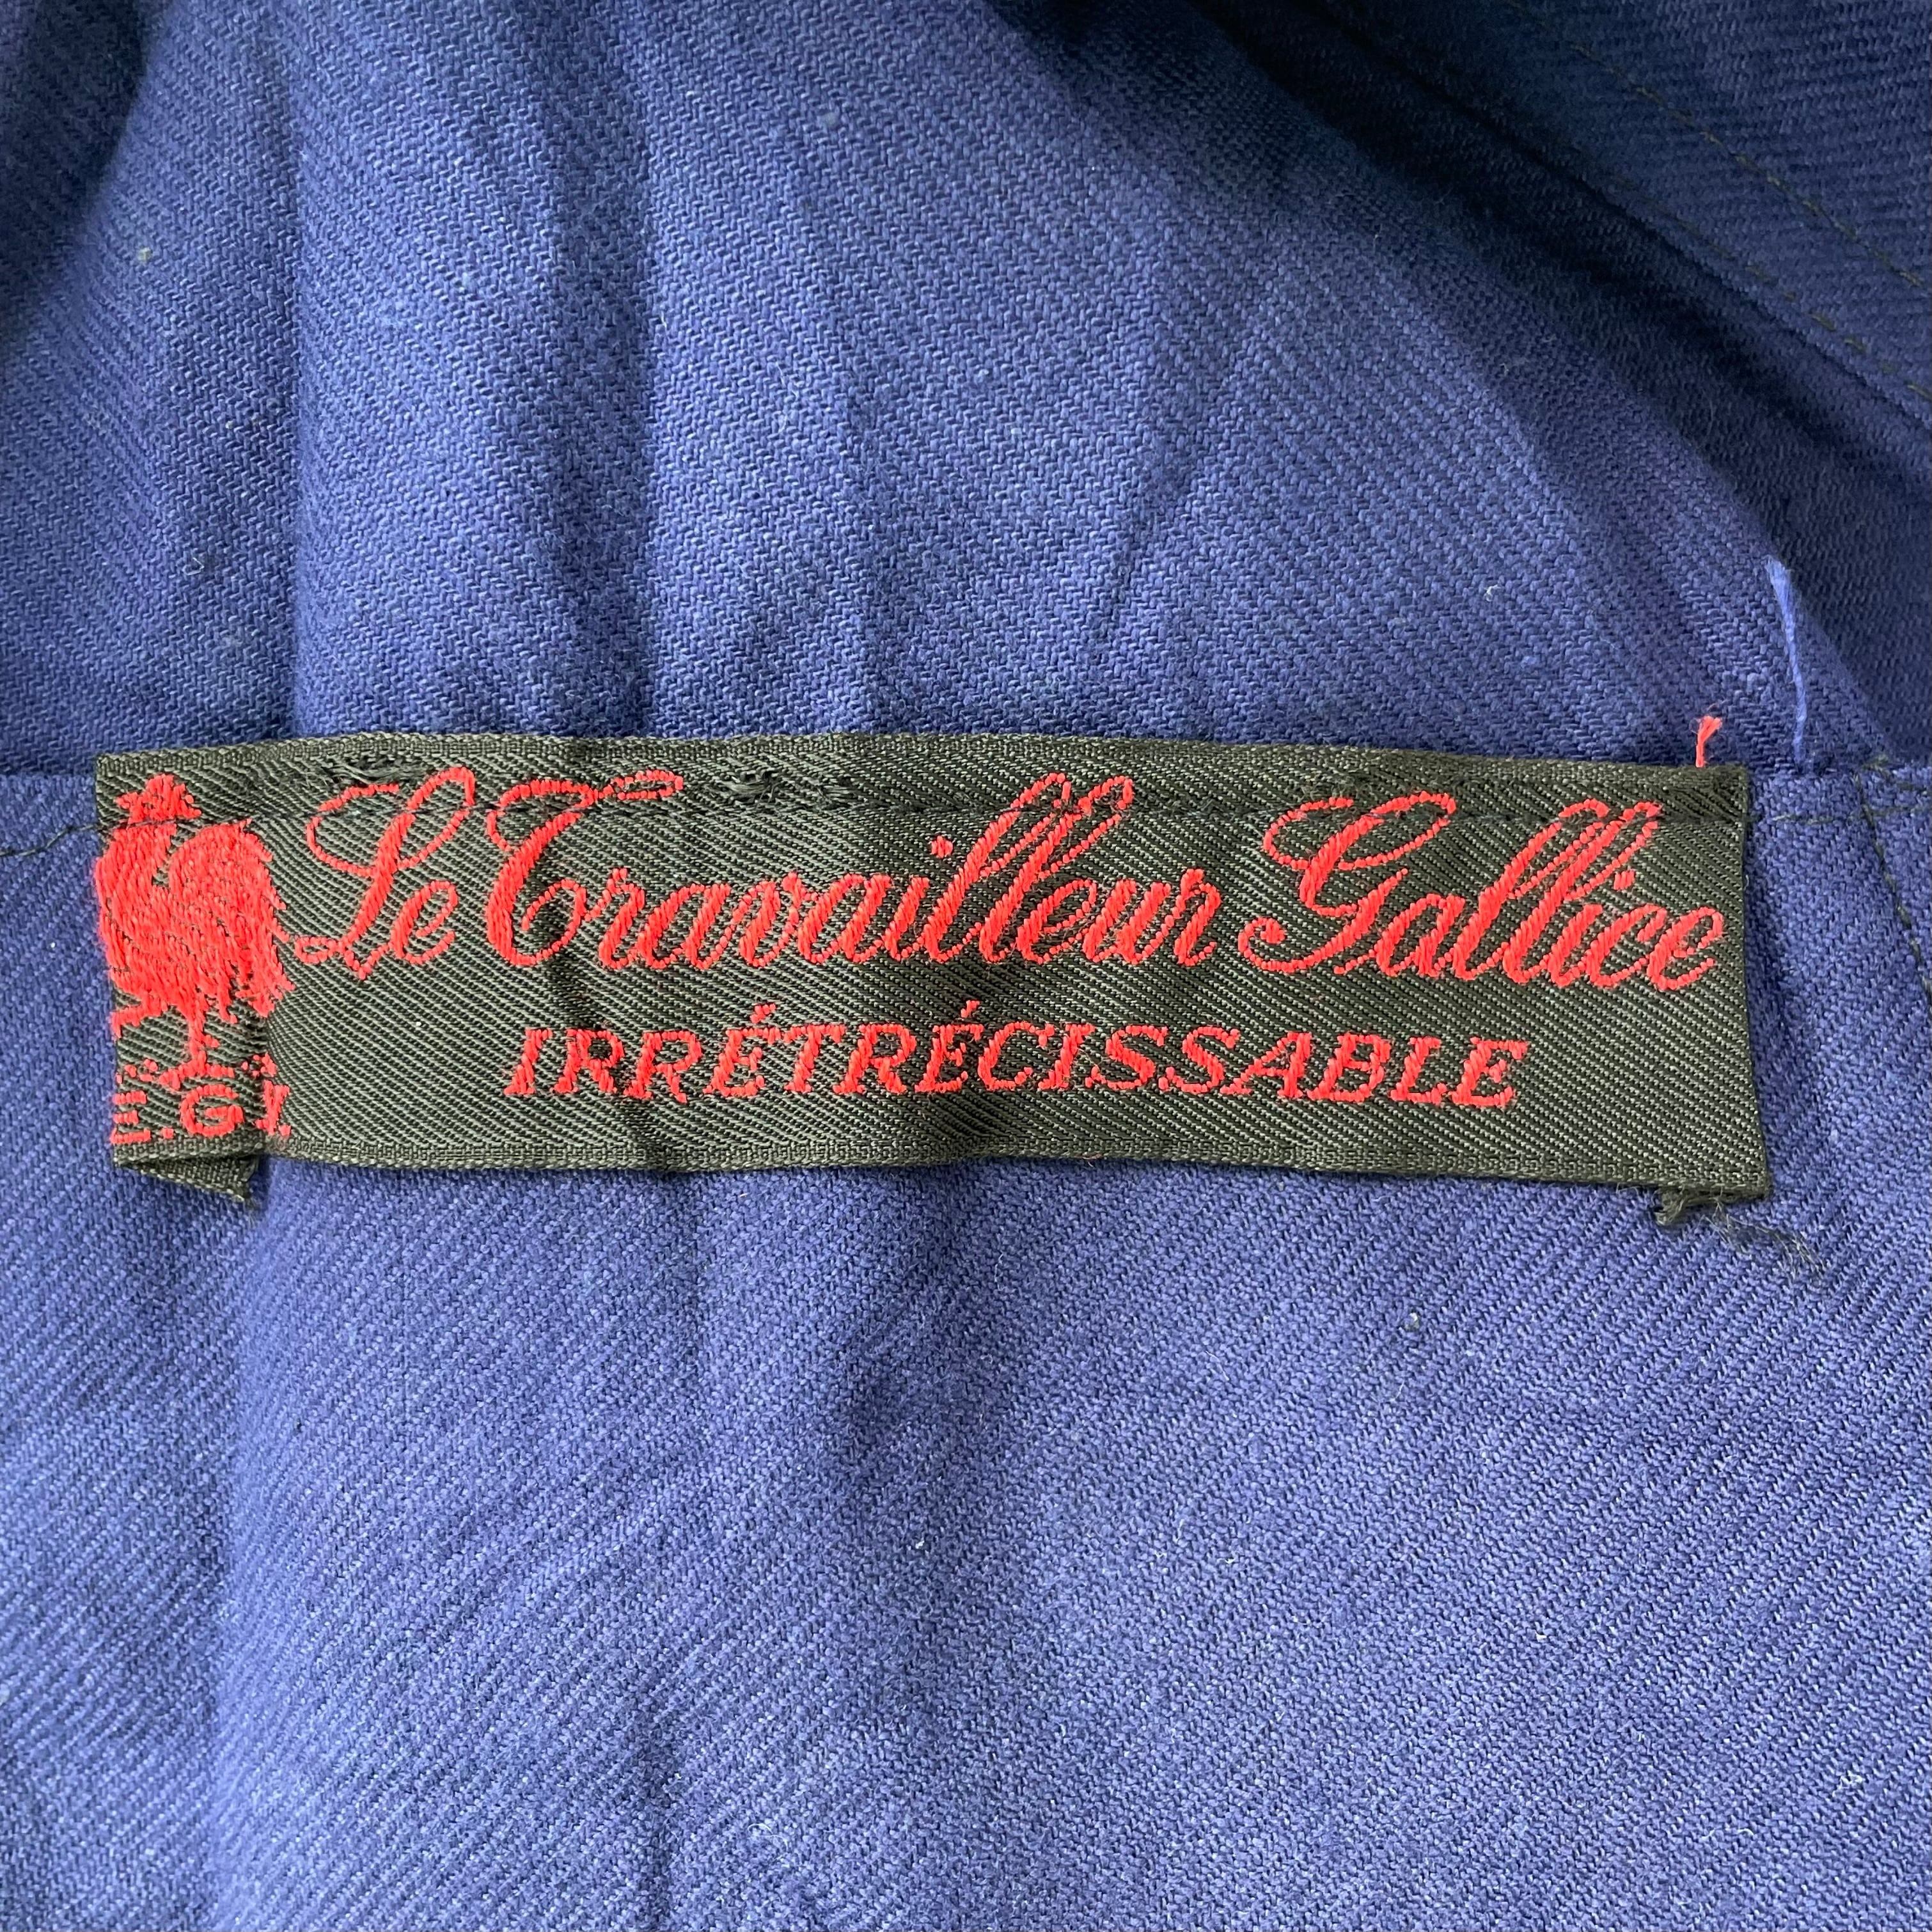 Le Travailleur Gallice
IRRÉTRÉCISSABLE
E.G.V.